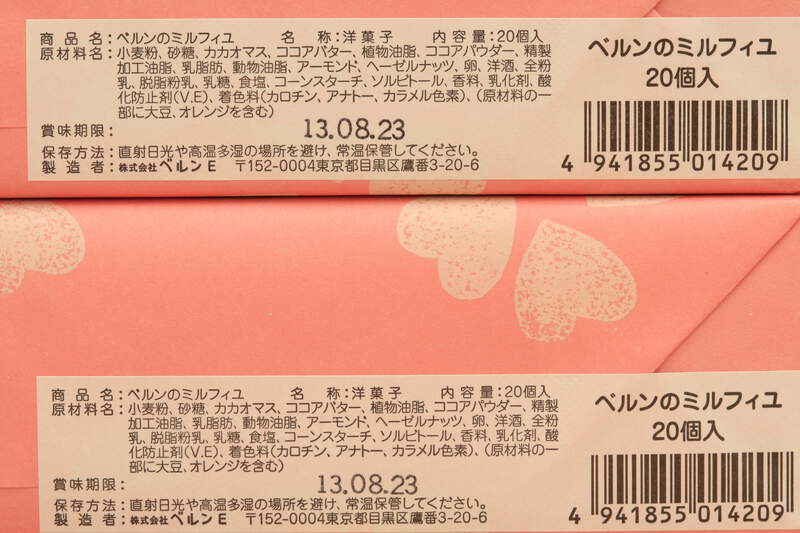 商品名：ベルンのミルフィユ　名　称：洋菓子　内容量：20個入
原材料名：小麦粉、砂糖、カカオマス、ココアバター、植物油脂、ココアパウダー、精製
加工油脂、乳脂肪、動物油脂、アーモンド、ヘーゼルナッツ、卵、洋酒、全粉
乳、脱脂粉乳、乳糖、食塩、コーンスターチ、ソルビトール、香料、乳化剤、酸
化防止剤(V.E)、着色料(カロチン、アナトー、カラメル色素)、(原材料の一
部に大豆、オレンジを含む)
賞味期限：　13.08.23
保存方法：直射日光や高温多湿の場所を避け、常温保管してください。
製造者：株式会社ベルンE　〒152-0004東京都目黒区鷹番3-20-6
ベルンのミルフィユ
20個入
4 941855 014209
商品名：ベルンのミルフィユ　名　称：洋菓子　内容量：20個入
原材料名：小麦粉、砂糖、カカオマス、ココアバター、植物油脂、ココアパウダー、精製
加工油脂、乳脂肪、動物油脂、アーモンド、ヘーゼルナッツ、卵、洋酒、全粉
乳、脱脂粉乳、乳糖、食塩、コーンスターチ、ソルビトール、香料、乳化剤、酸
化防止剤(V.E)、着色料(カロチン、アナトー、カラメル色素)、(原材料の一
部に大豆、オレンジを含む)
賞味期限：　13.08.23
保存方法：直射日光や高温多湿の場所を避け、常温保管してください。
製造者：株式会社ベルンE　〒152-0004東京都目黒区鷹番3-20-6
ベルンのミルフィユ
20個入
4 941855 014209